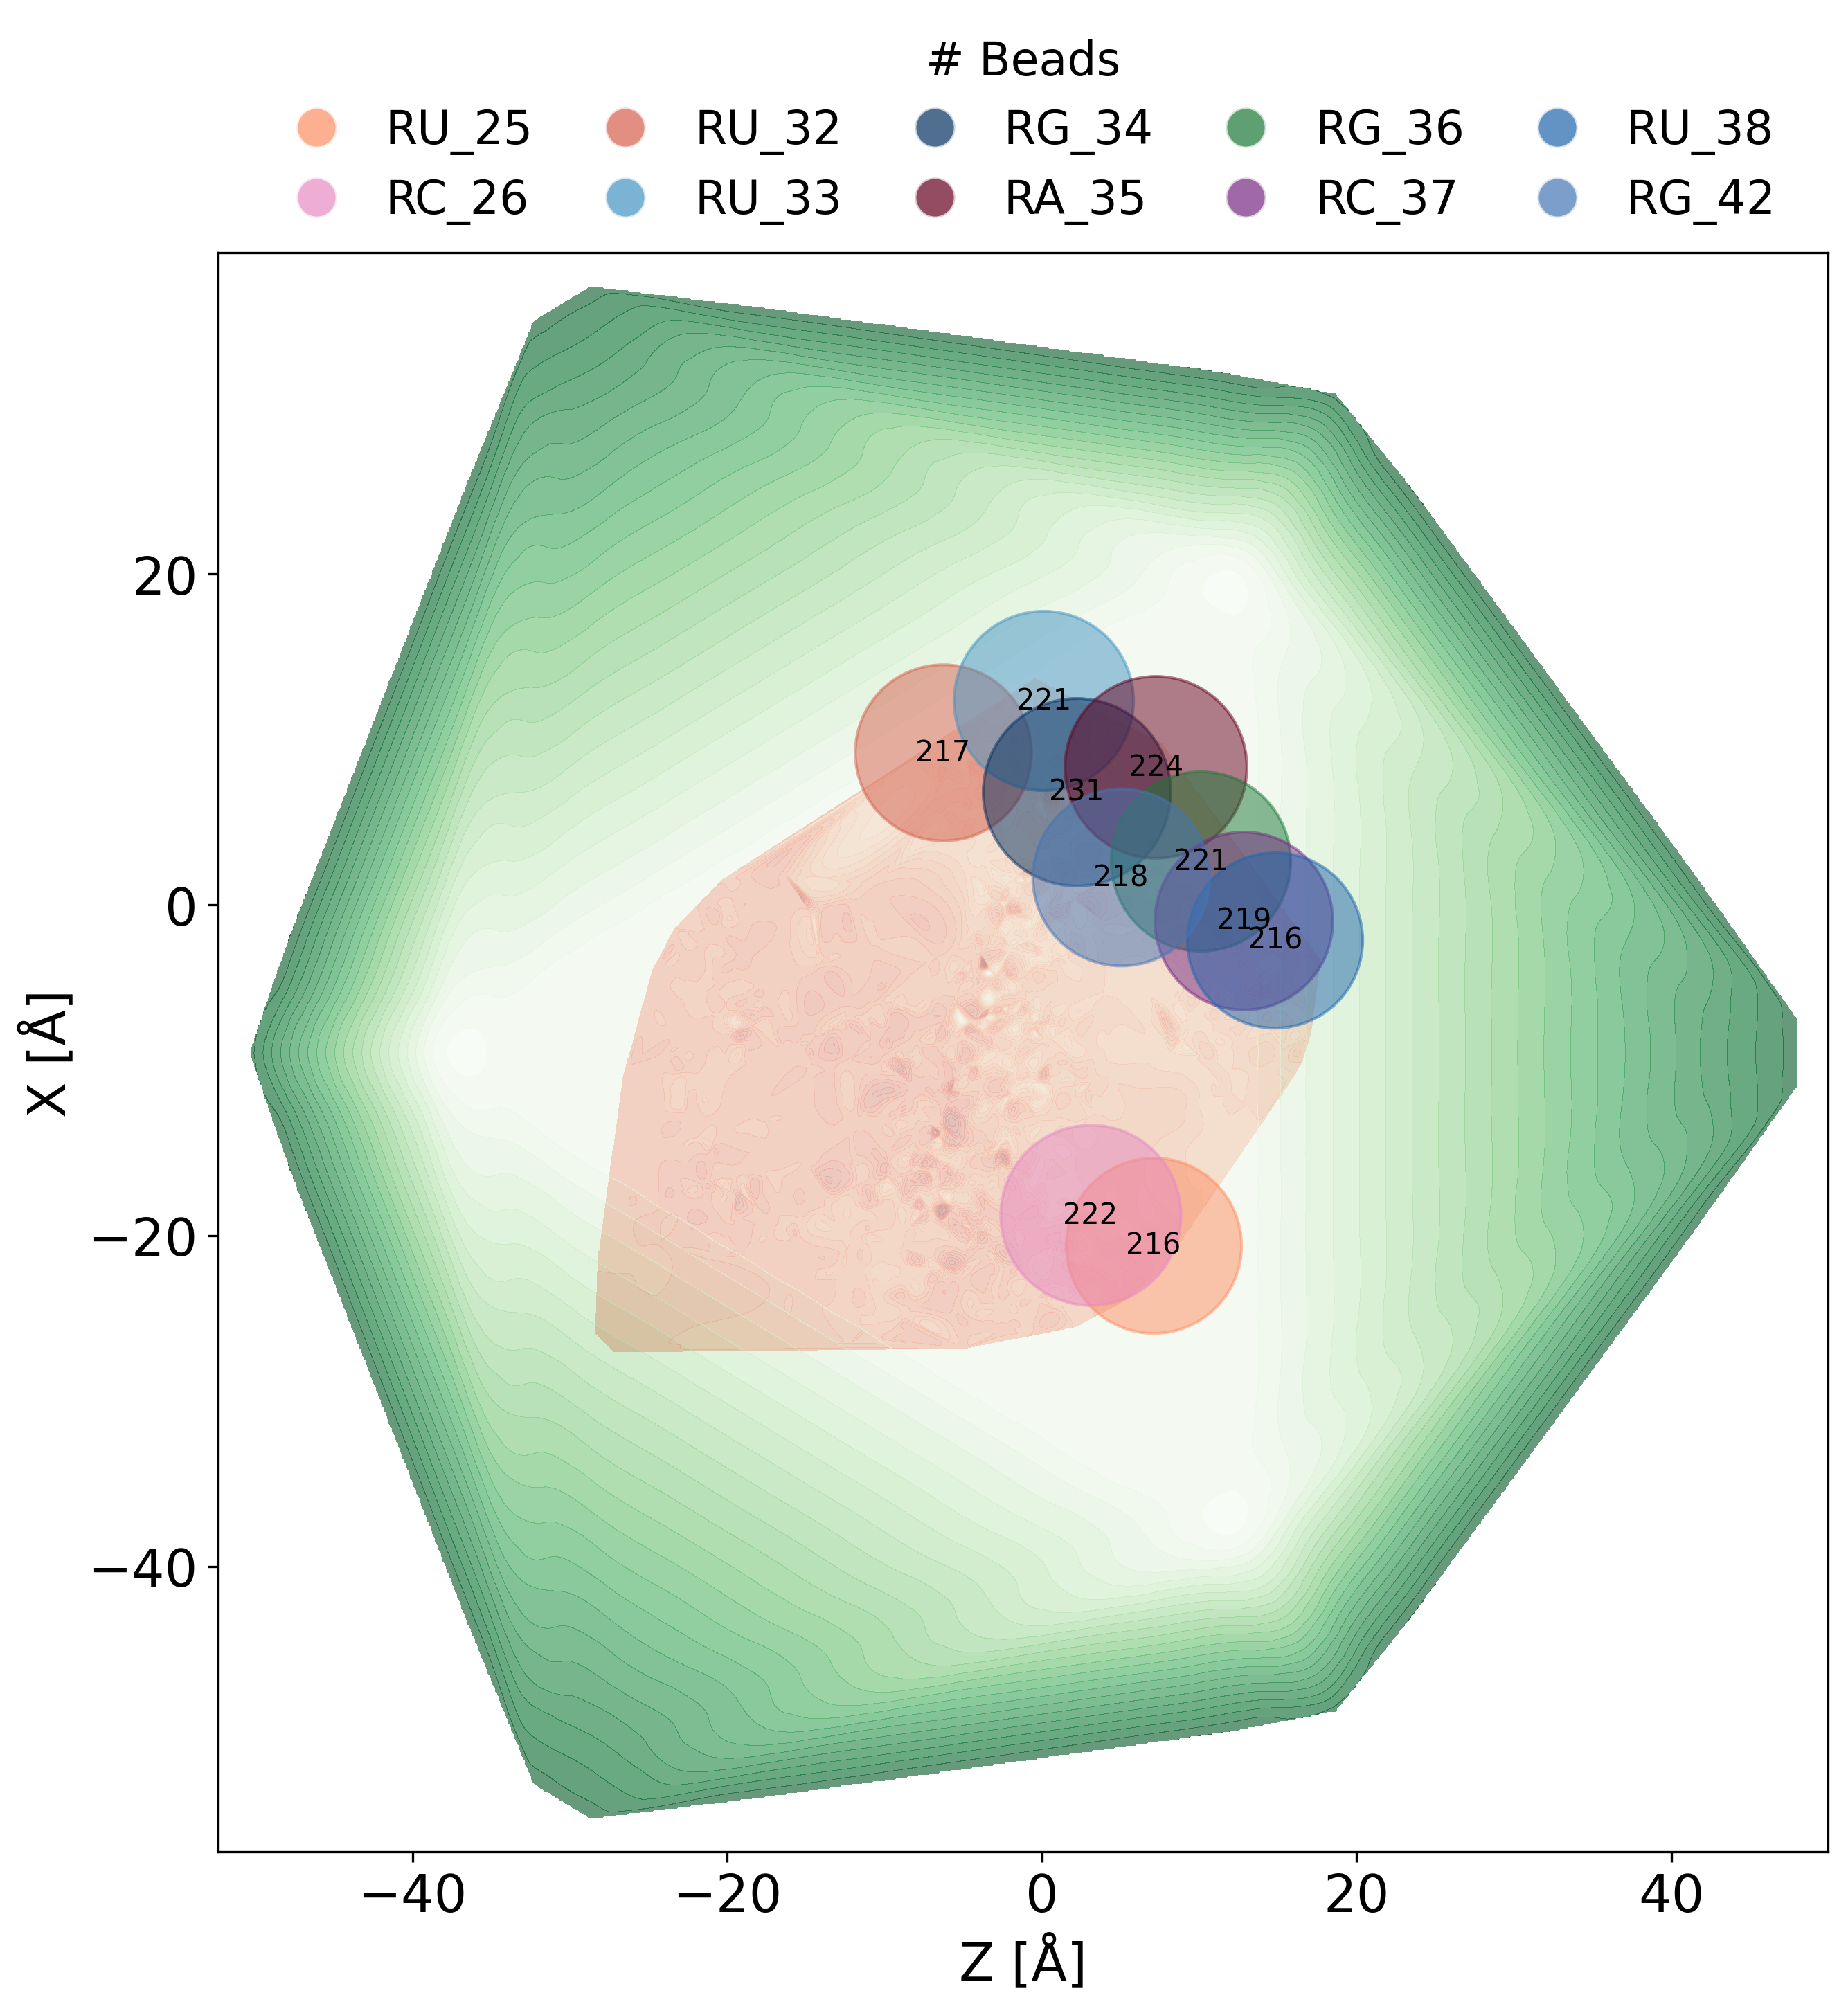 # Beads
RU_25 RU_32 RG_34 RG_36 RU_38
RC_26 RU_33 RA_35 RC_37 RG_42
20
0
−20
−40
X [Å]
221
217
224
231
221
218
219
216
222
216
−40 −20 0 20 40
Z [Å]